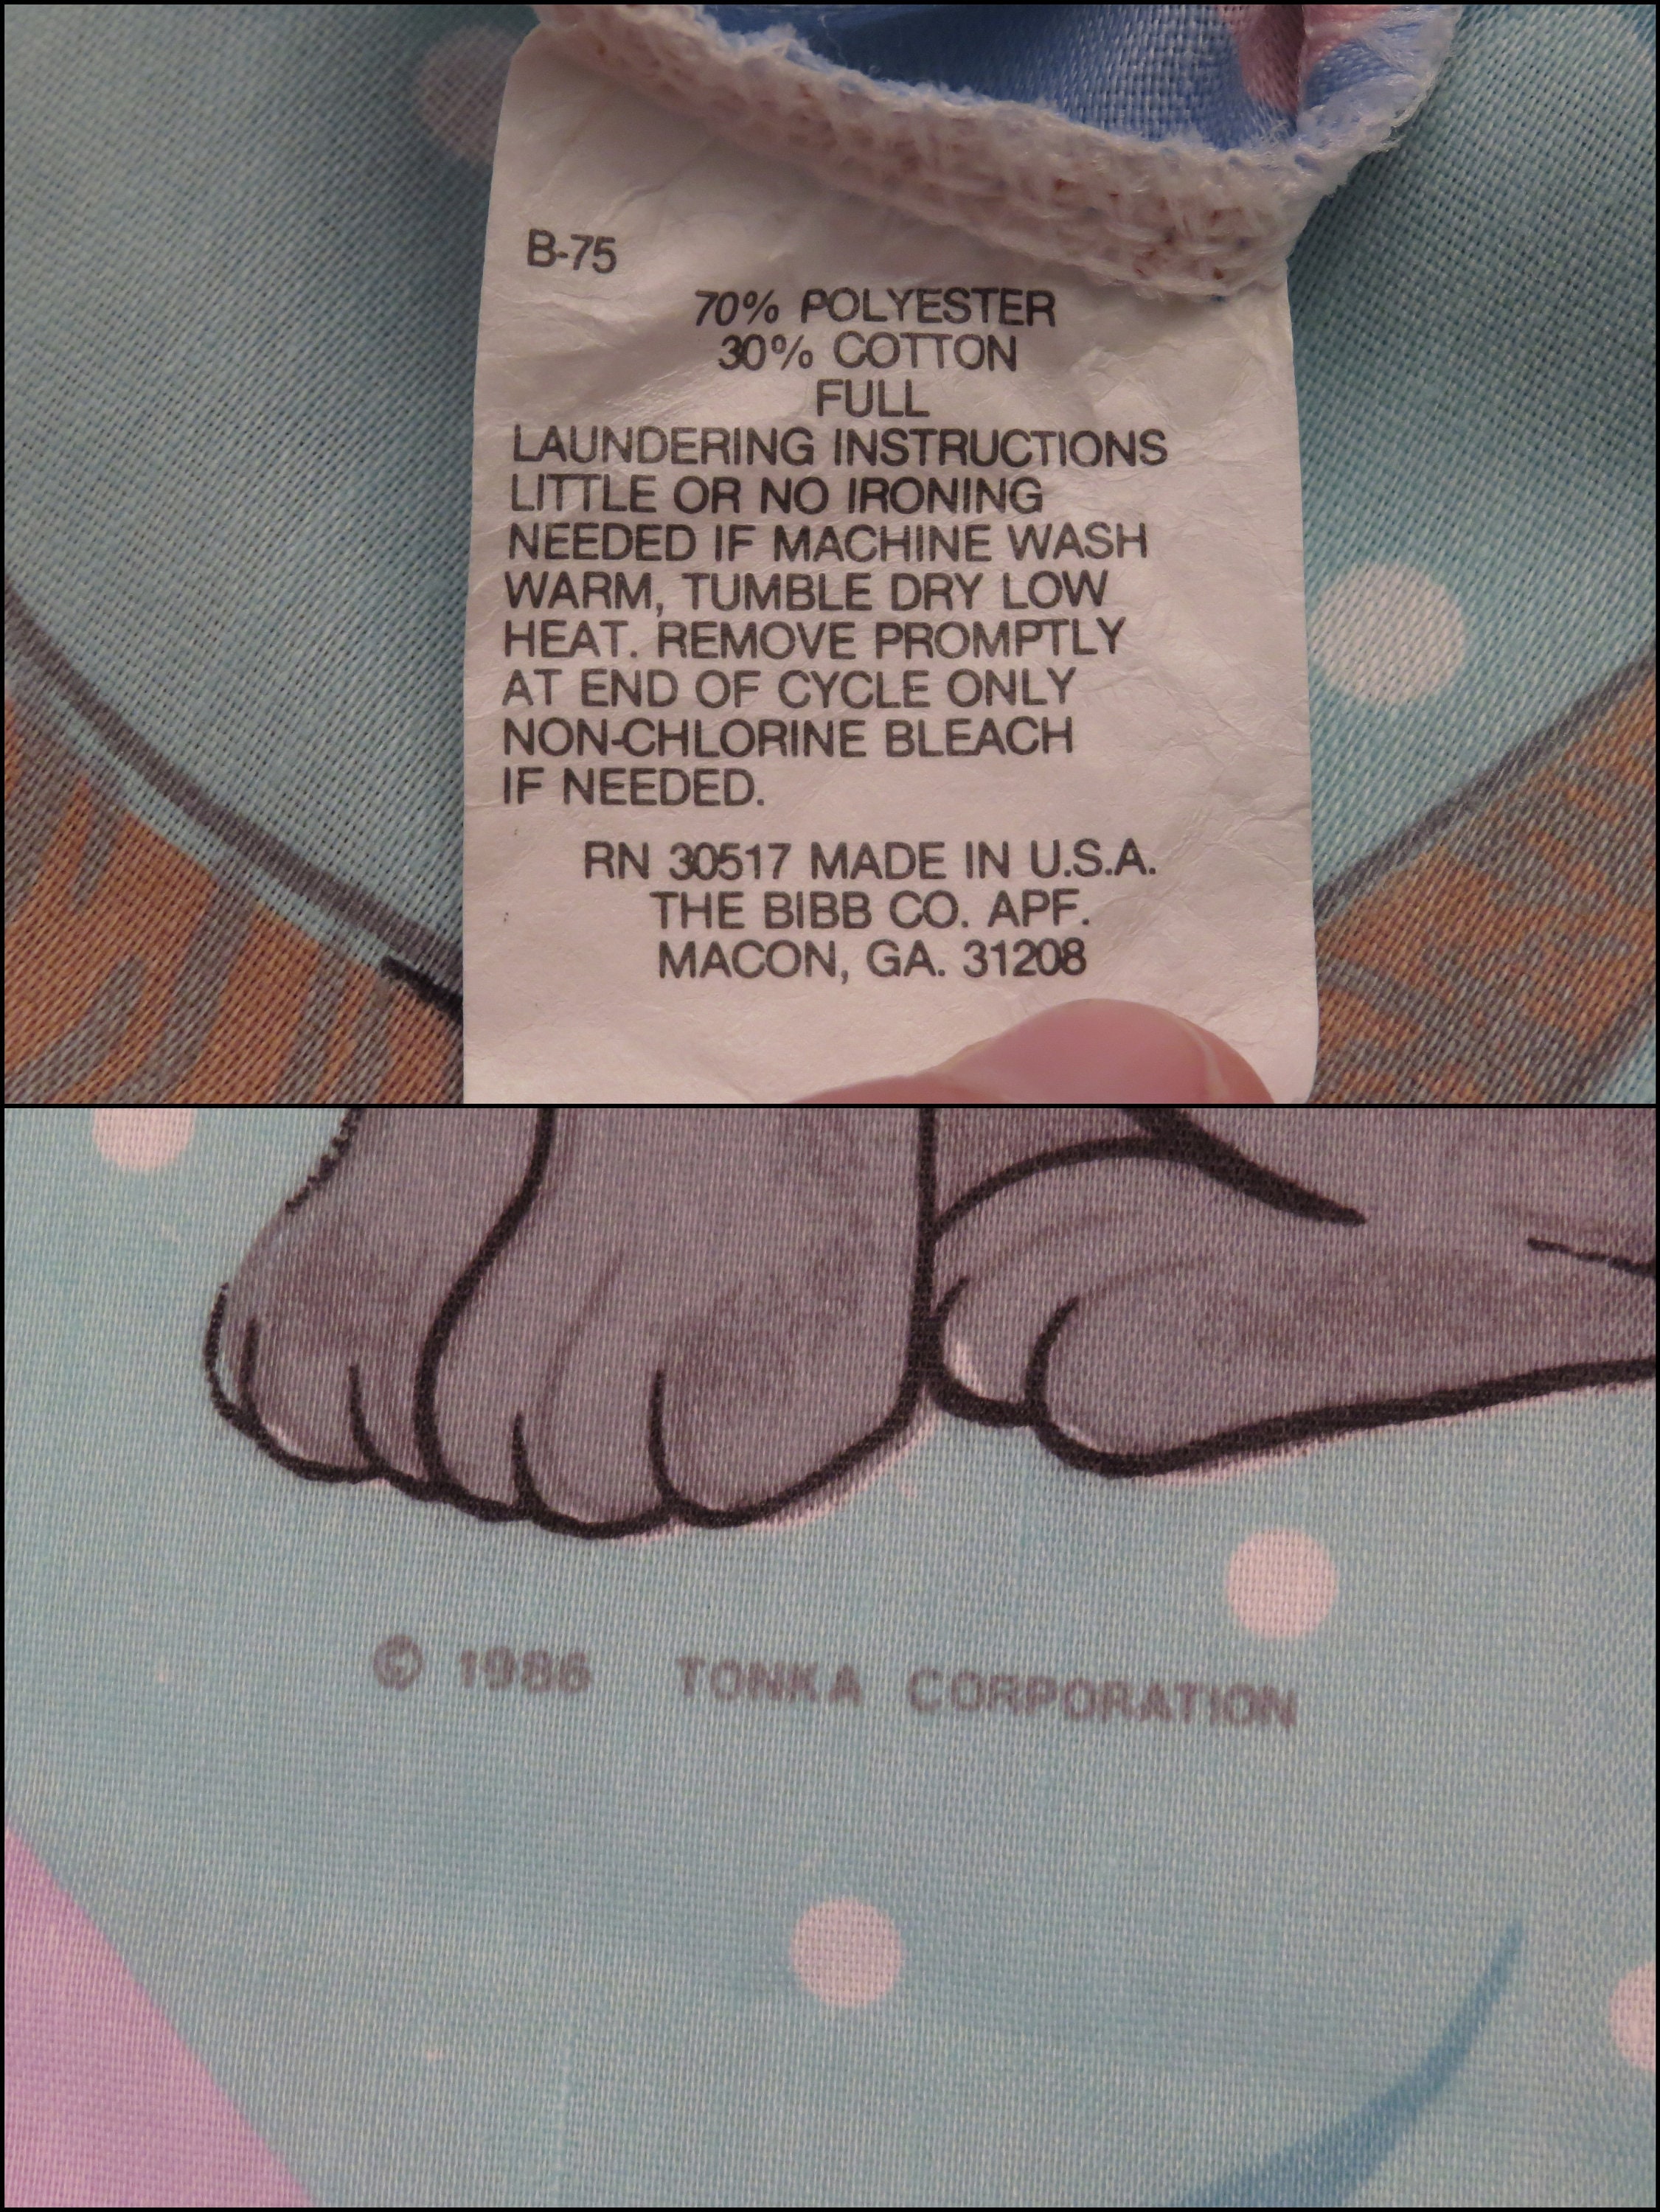 B-75
70% POLYESTER
30% COTTON
FULL
LAUNDERING INSTRUCTIONS
LITTLE OR NO IRONING
NEEDED IF MACHINE WASH
WARM, TUMBLE DRY LOW
HEAT. REMOVE PROMPTLY
AT END OF CYCLE ONLY
NON-CHLORINE BLEACH
IF NEEDED.
RN 30517 MADE IN U.S.A.
THE BIBB CO. APF.
MACON, GA. 31208
© 1986 TONKA CORPORATION